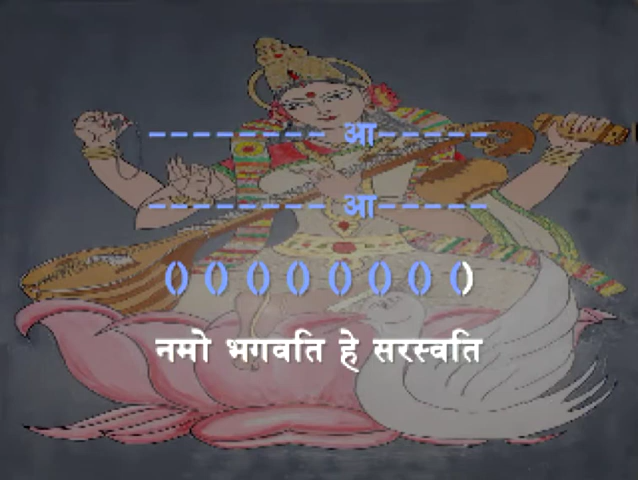 -------- आ-----
-------- आ-----
() () () () () () () ()
नमो भगवति हे सरस्वति